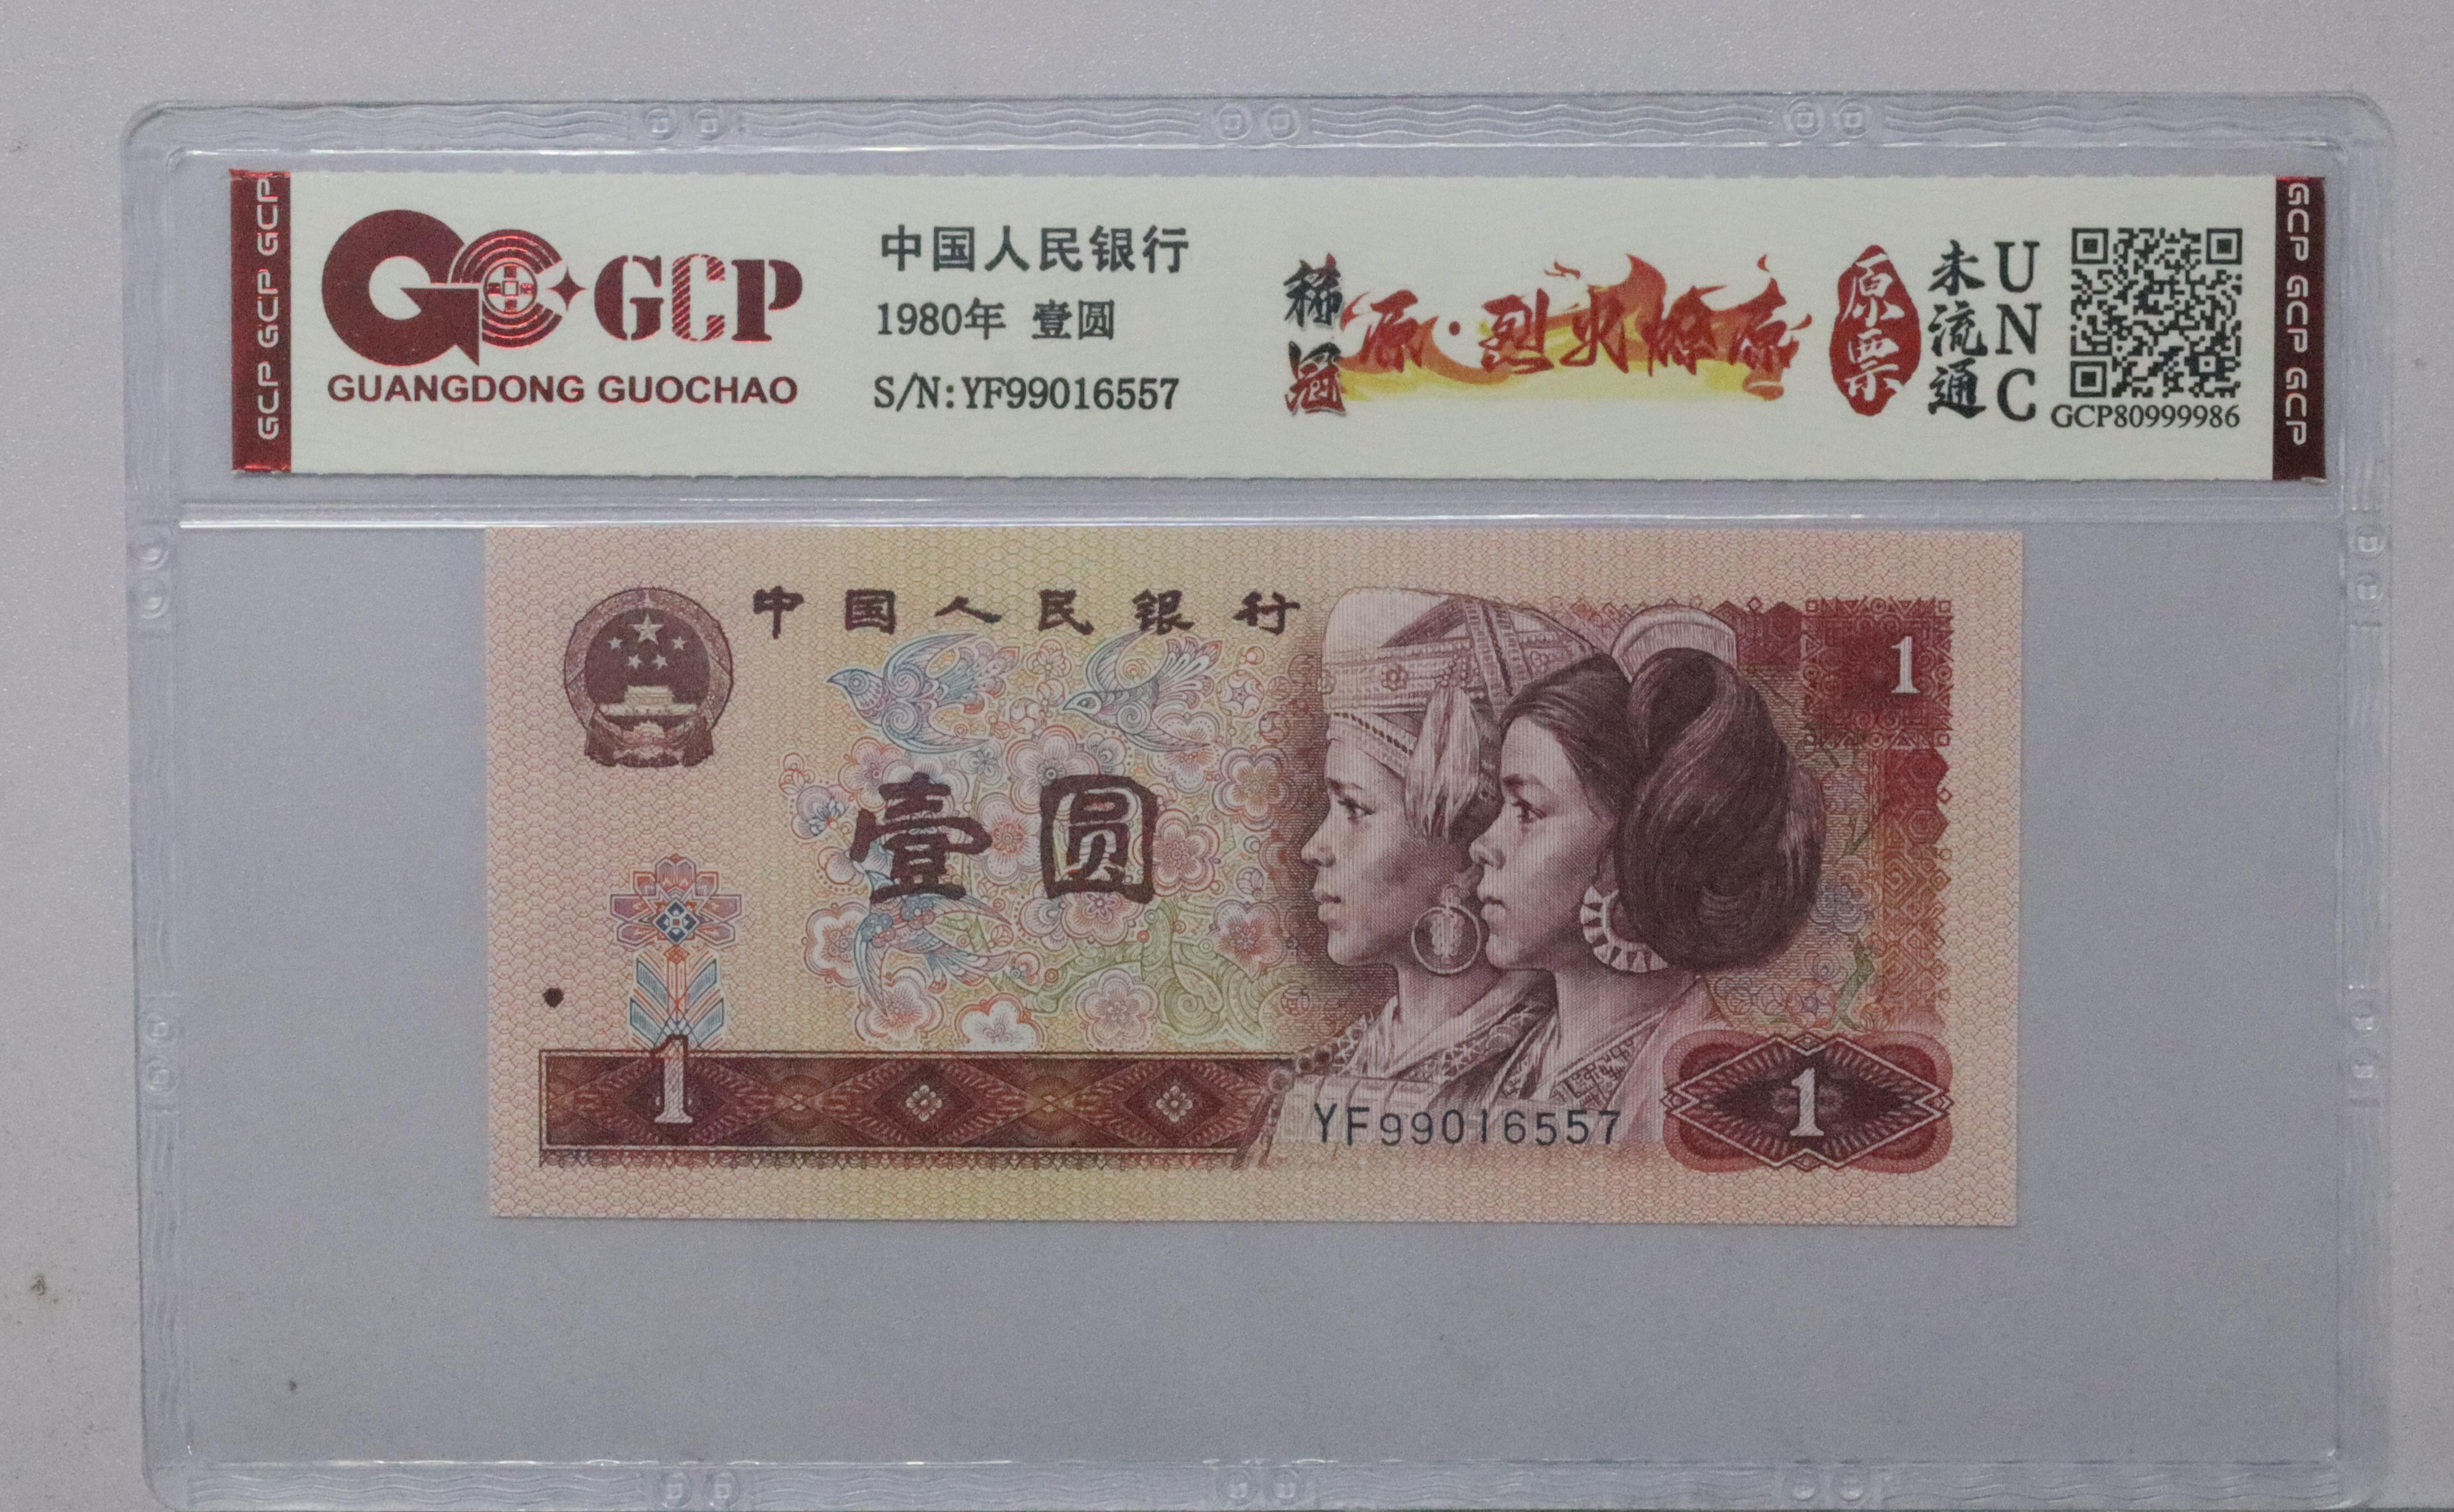 GCP GCP GCP
GCP
GUANGDONG GUOCHAO
中国人民银行
1980年 壹圆
S/N:YF99016557
稀冠
原·烈火燎原
原票
未流通
UNC
GCP80999986
GCP GCP GCP
中国人民银行
1
壹圆
1
YF99016557
1